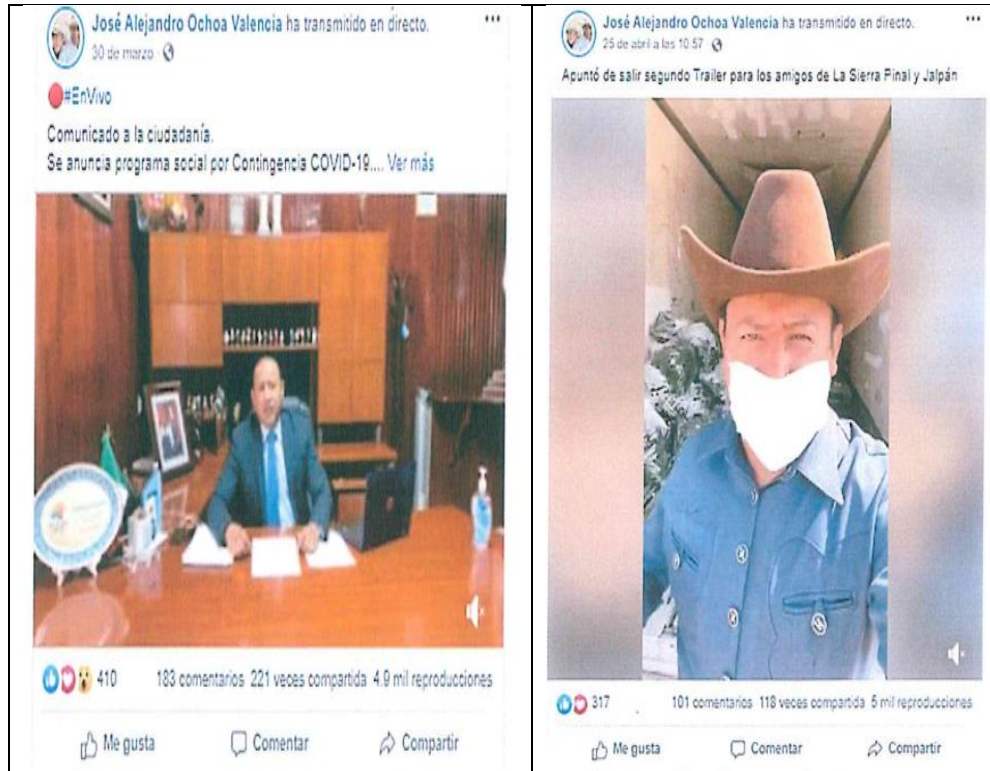 José Alejandro Ochoa Valencia ha transmitido en directo.
30 de marzo
#EnVivo
Comunicado a la ciudadanía.
Se anuncia programa social por Contingencia COVID-19.... Ver más
410 183 comentarios 221 veces compartida 4.9 mil reproducciones
Me gusta Comentar Compartir
José Alejandro Ochoa Valencia ha transmitido en directo.
25 de abril a las 10:57
Apuntó de salir segundo Trailer para los amigos de La Sierra Pinal y Jalpán
317 101 comentarios 118 veces compartida 5 mil reproducciones
Me gusta Comentar Compartir